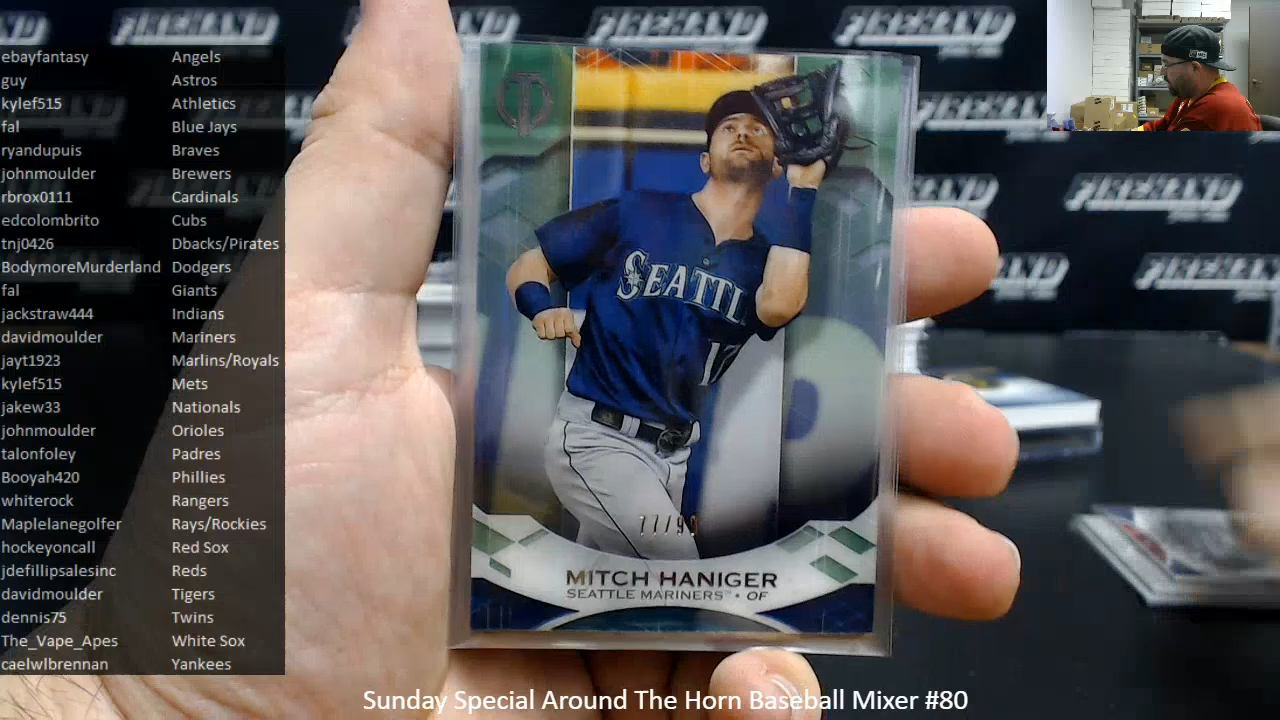 ebayfantasy Angels
guy Astros
kylef515 Athletics
fal Blue Jays
ryandupuis Braves
johnmoulder Brewers
rbrox0111 Cardinals
edcolombrito Cubs
tnj0426 Dbacks/Pirates
BodymoreMurderland Dodgers
fal Giants
jackstraw444 Indians
davidmoulder Mariners
jayt1923 Marlins/Royals
kylef515 Mets
jakew33 Nationals
johnmoulder Orioles
talonfoley Padres
Booyah420 Phillies
whiterock Rangers
Maplelanegolfer Rays/Rockies
hockeyoncall Red Sox
jdefillipsalesinc Reds
davidmoulder Tigers
dennis75 Twins
The_Vape_Apes White Sox
caelwlbrennan Yankees
FIREHAND
SEATTL
17
MITCH HANIGER
SEATTLE MARINERS™ • OF
Sunday Special Around The Horn Baseball Mixer #80